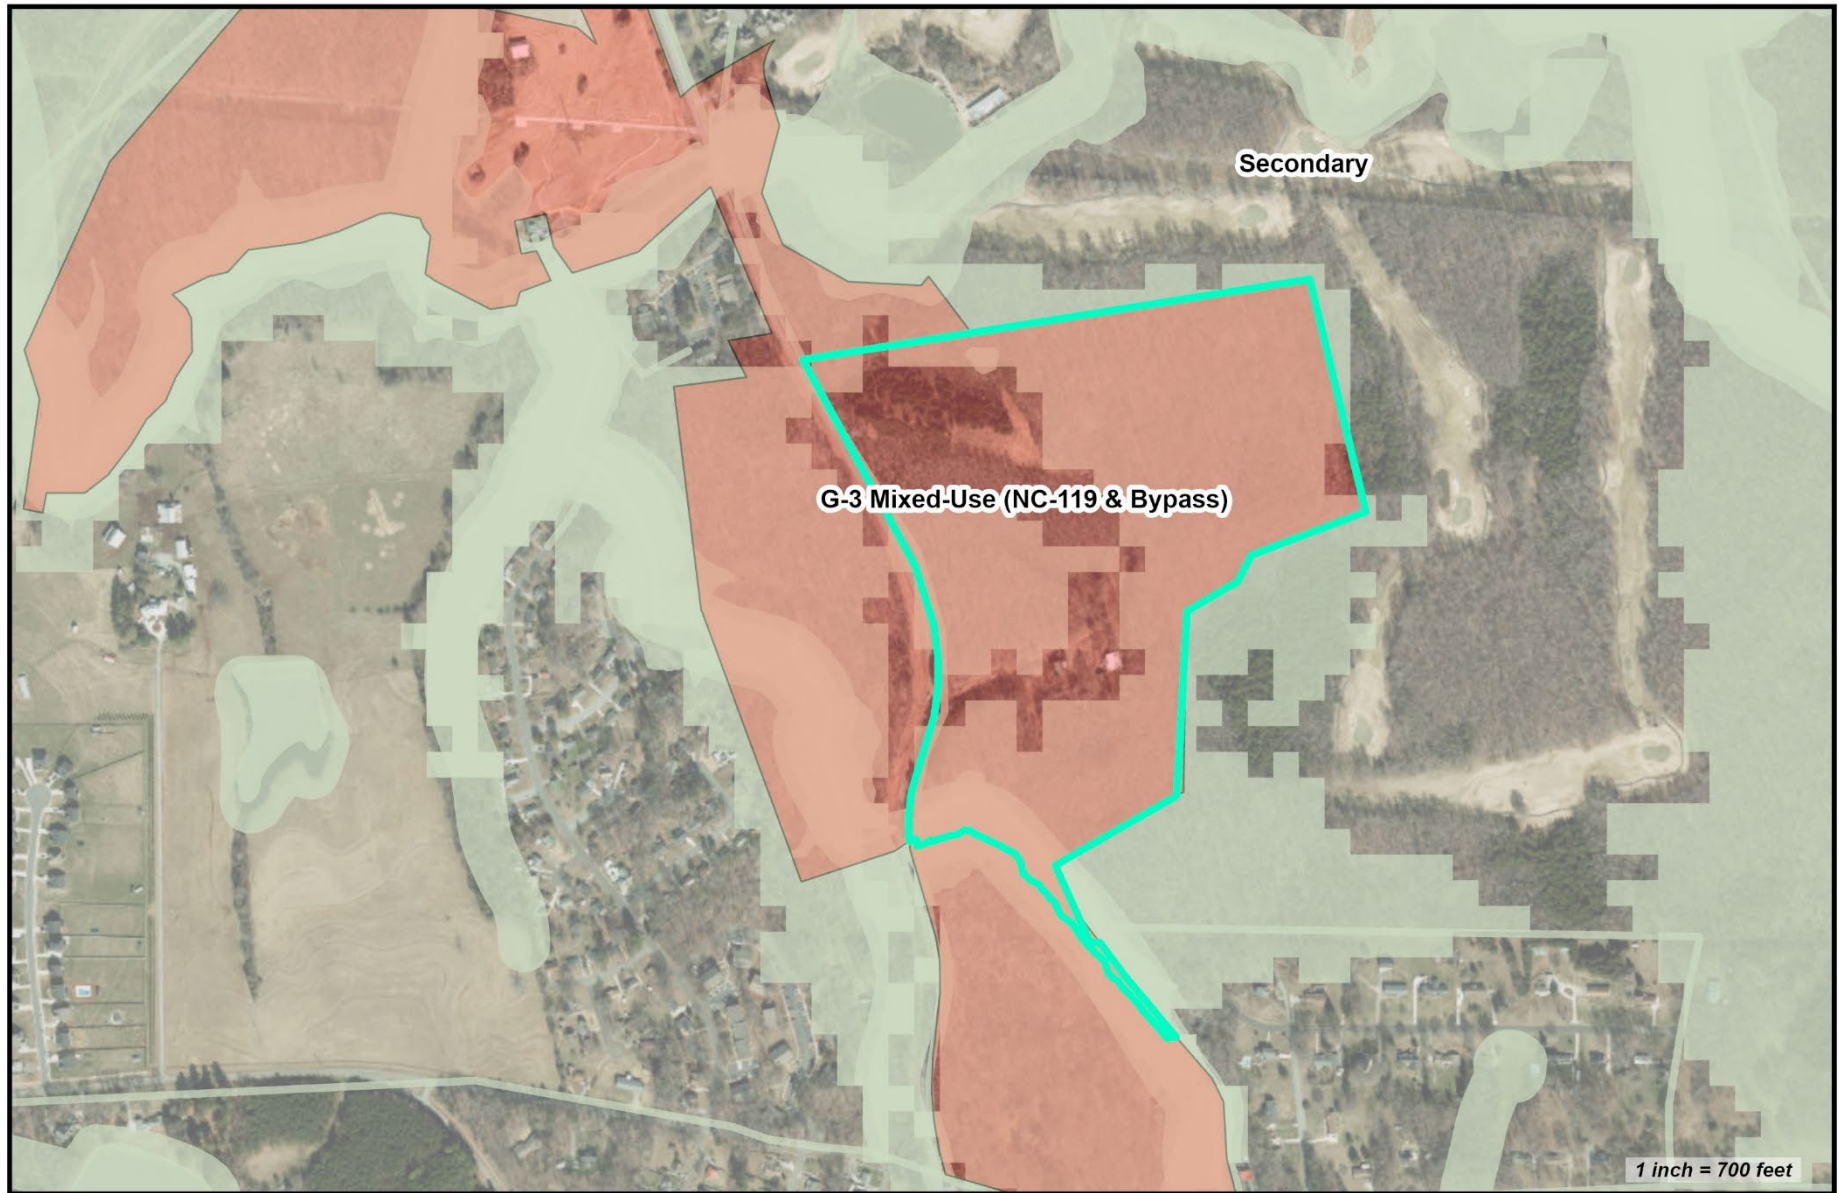 Secondary
G-3 Mixed-Use (NC-119 & Bypass)
1 inch = 700 feet